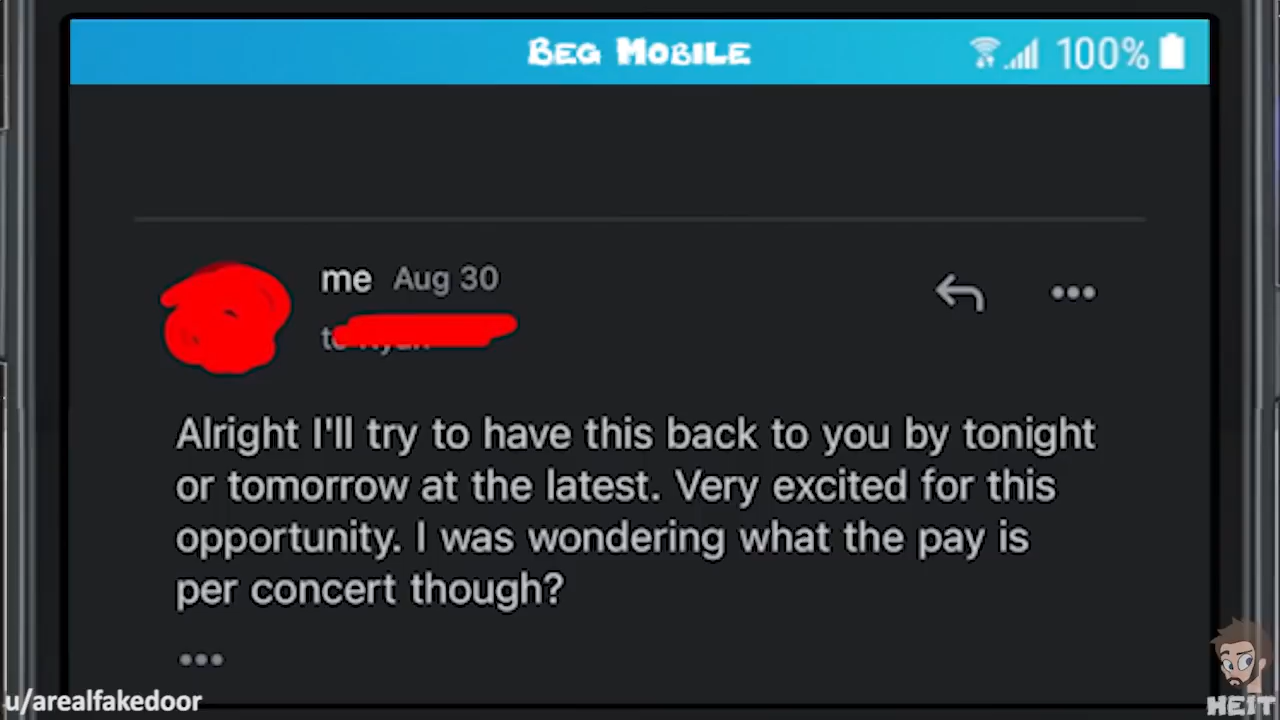 BEG MOBILE
100%
me Aug 30
to
Alright I'll try to have this back to you by tonight
or tomorrow at the latest. Very excited for this
opportunity. I was wondering what the pay is
per concert though?
u/arealfakedoor
HEIT